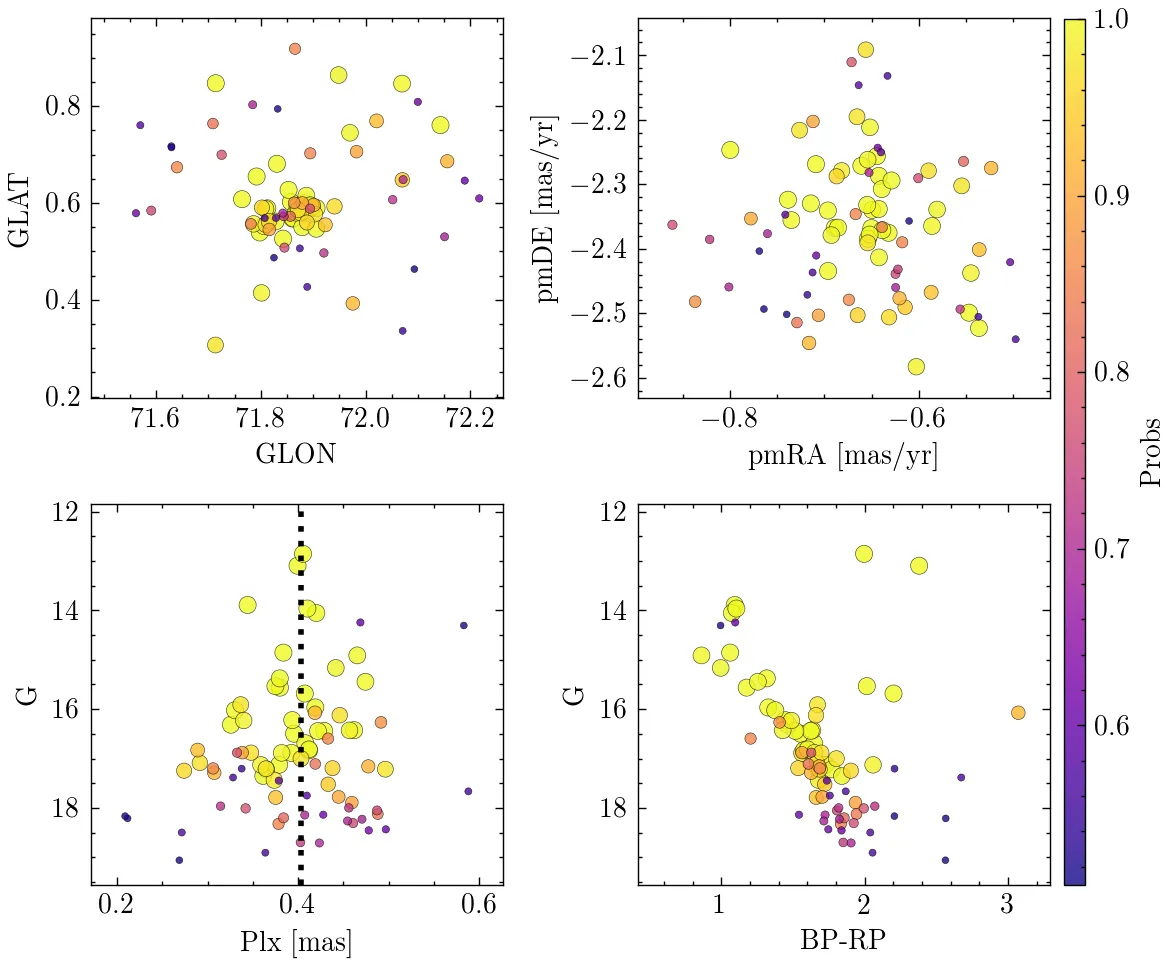 0.8
0.6
0.4
0.2
GLAT
71.6 71.8 72.0 72.2
GLON
−2.1
−2.2
−2.3
−2.4
−2.5
−2.6
pmDE [mas/yr]
−0.8 −0.6
pmRA [mas/yr]
12
14
16
18
G
0.2 0.4 0.6
Plx [mas]
12
14
16
18
G
1 2 3
BP-RP
1.0
0.9
0.8
0.7
0.6
Probs